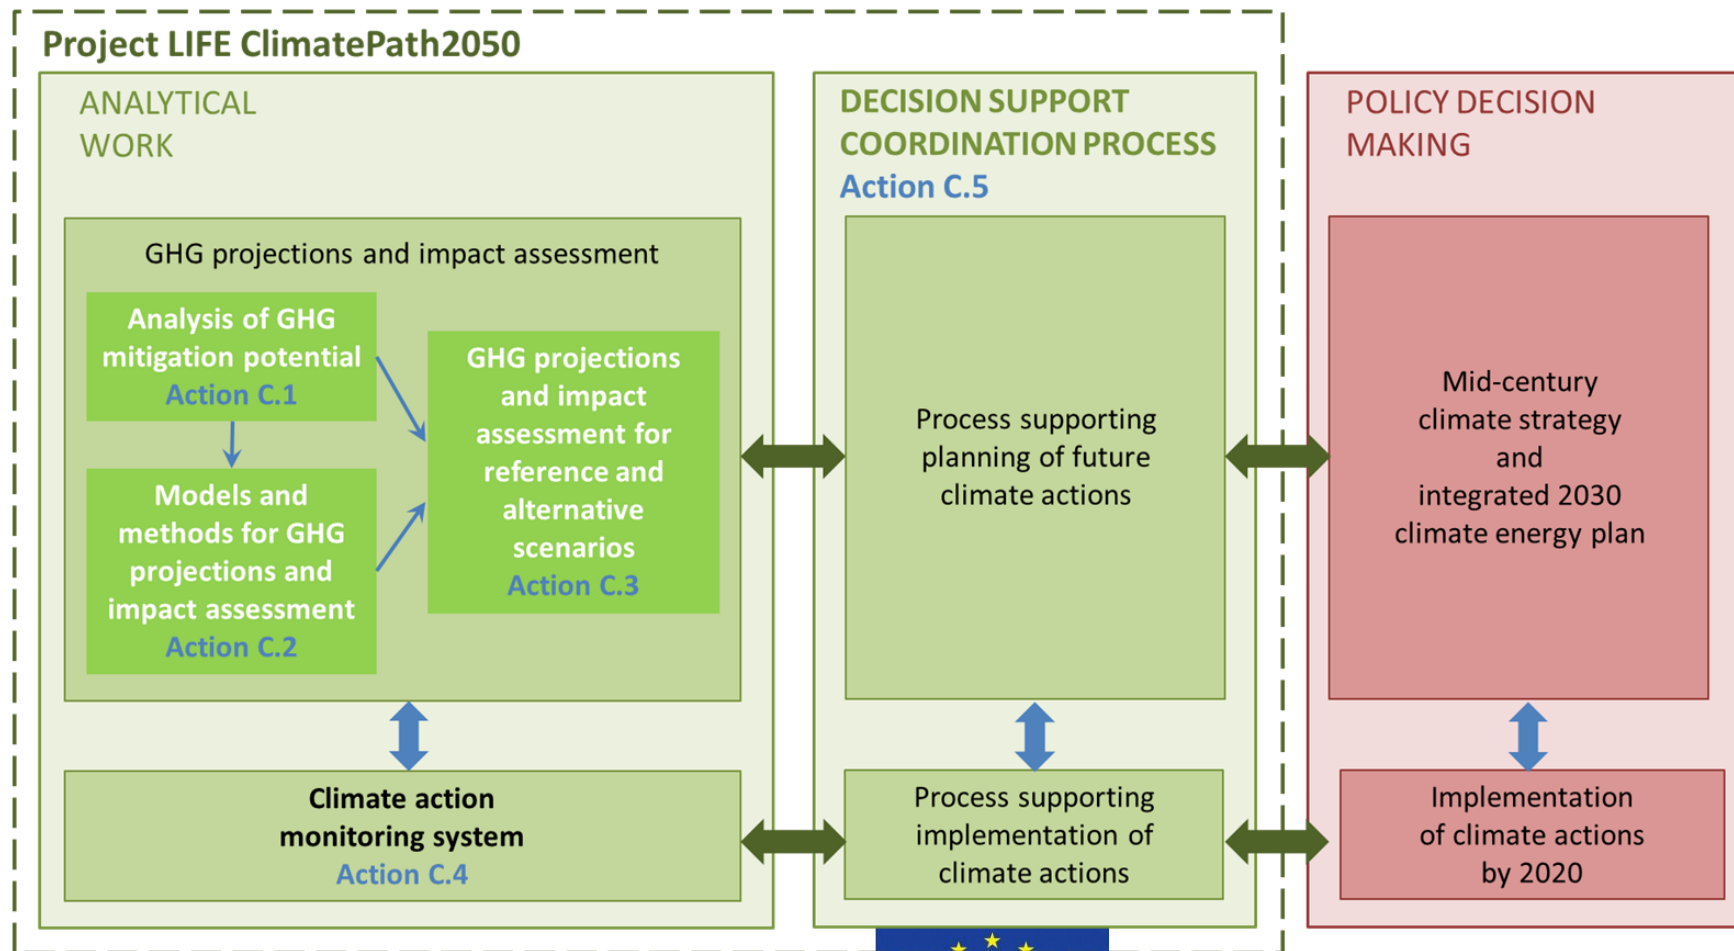 Project LIFE ClimatePath2050
ANALYTICAL
WORK
GHG projections and impact assessment
Analysis of GHG
mitigation potential
Action C.1
Models and
methods for GHG
projections and
impact assessment
Action C.2
GHG projections
and impact
assessment for
reference and
alternative
scenarios
Action C.3
Climate action
monitoring system
Action C.4
DECISION SUPPORT
COORDINATION PROCESS
Action C.5
Process supporting
planning of future
climate actions
Process supporting
implementation of
climate actions
POLICY DECISION
MAKING
Mid-century
climate strategy
and
integrated 2030
climate energy plan
Implementation
of climate actions
by 2020